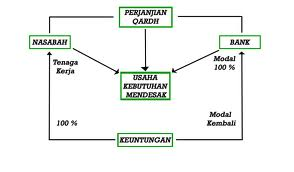 PERJANJIAN
QARDH
NASABAH
BANK
Tenaga
Kerja
Modal
100 %
USAHA
KEBUTUHAN
MENDESAK
100 %
Modal
Kembali
KEUNTUNGAN